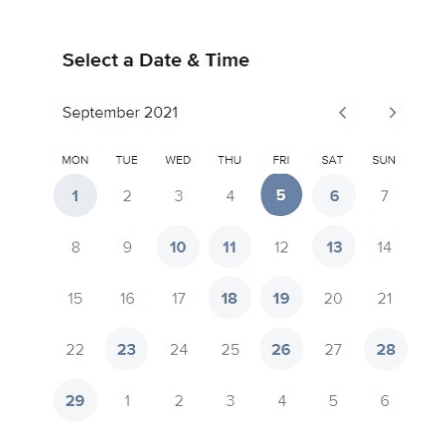 Select a Date & Time
September 2021
MON TUE WED THU FRI SAT SUN
1 2 3 4 5 6 7
8 9 10 11 12 13 14
15 16 17 18 19 20 21
22 23 24 25 26 27 28
29 1 2 3 4 5 6